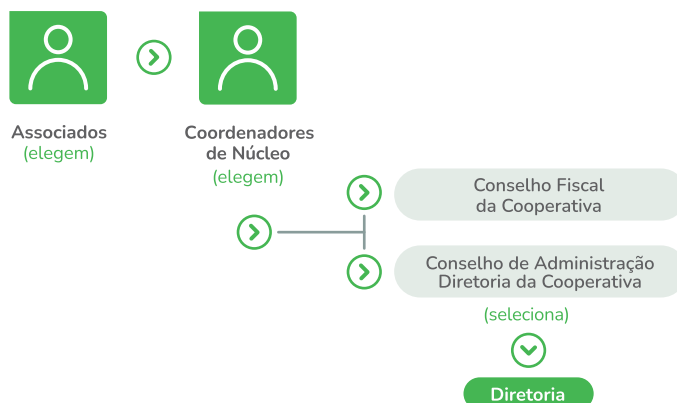 Associados
(elegem)
Coordenadores
de Núcleo
(elegem)
Conselho Fiscal
da Cooperativa
Conselho de Administração
Diretoria da Cooperativa
(seleciona)
Diretoria